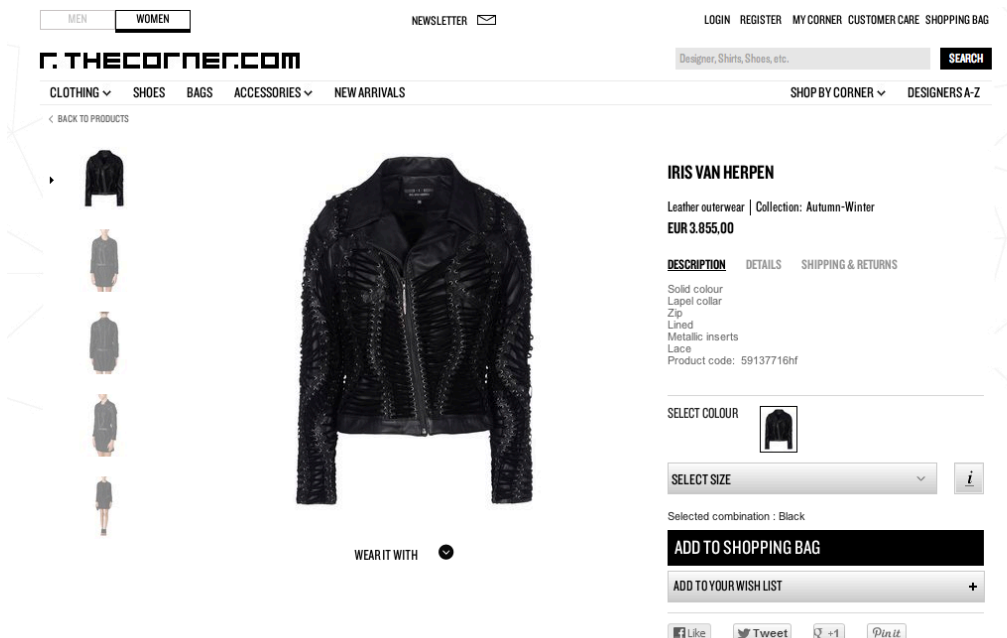 MEN
WOMEN
NEWSLETTER
LOGIN REGISTER MY CORNER CUSTOMER CARE SHOPPING BAG
r. THECORNER.COM
Designer, Shirts, Shoes, etc.
SEARCH
CLOTHING SHOES BAGS ACCESSORIES NEW ARRIVALS SHOP BY CORNER DESIGNERS A-Z
BACK TO PRODUCTS
IRIS VAN HERPEN
Leather outerwear | Collection: Autumn-Winter
EUR 3.855,00
DESCRIPTION DETAILS SHIPPING & RETURNS
Solid colour
Lapel collar
Zip
Lined
Metallic inserts
Lace
Product code: 59137716hf
SELECT COLOUR
SELECT SIZE
i
Selected combination : Black
ADD TO SHOPPING BAG
WEAR IT WITH
ADD TO YOUR WISH LIST +
Like Tweet +1 Pin it